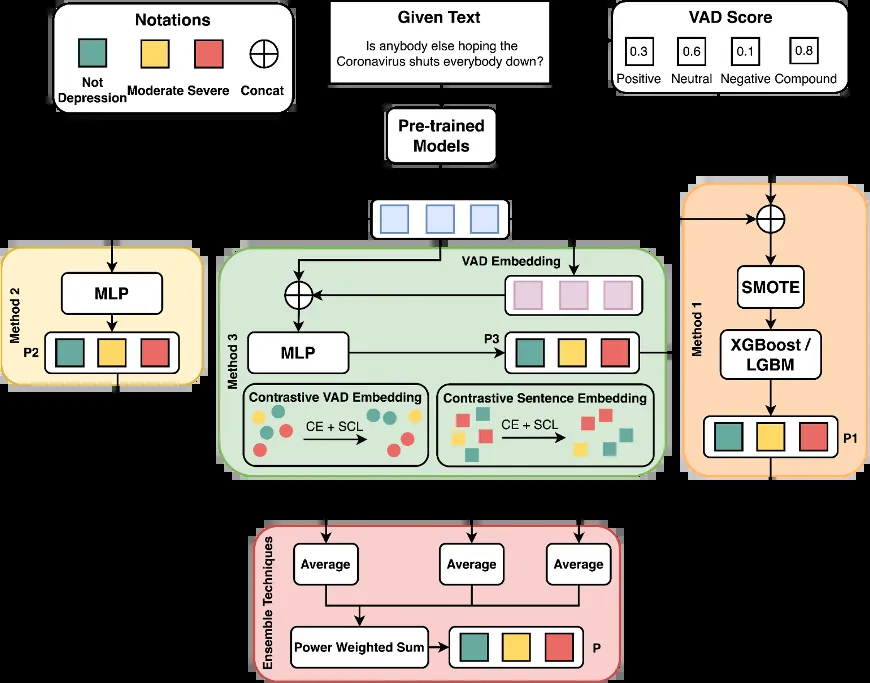 Notations
Not
Depression
Moderate
Severe
Concat
Given Text
Is anybody else hoping the
Coronavirus shuts everybody down?
VAD Score
0.3
0.6
0.1
0.8
Positive
Neutral
Negative
Compound
Pre-trained
Models
Method 2
MLP
P2
Method 3
VAD Embedding
MLP
P3
Contrastive VAD Embedding
CE + SCL
Contrastive Sentence Embedding
CE + SCL
Method 1
SMOTE
XGBoost /
LGBM
P1
Ensemble Techniques
Average
Average
Average
Power Weighted Sum
P